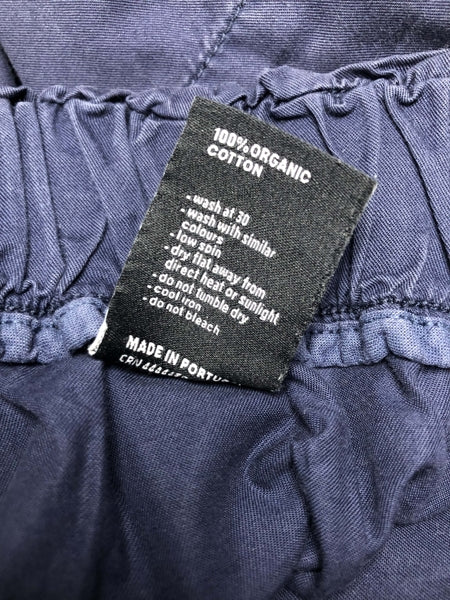 100% ORGANIC
COTTON
- wash at 30
- wash with similar
colours
- low spin
- dry flat away from
direct heat or sunlight
- do not tumble dry
- cool iron
- do not bleach
MADE IN PORTU